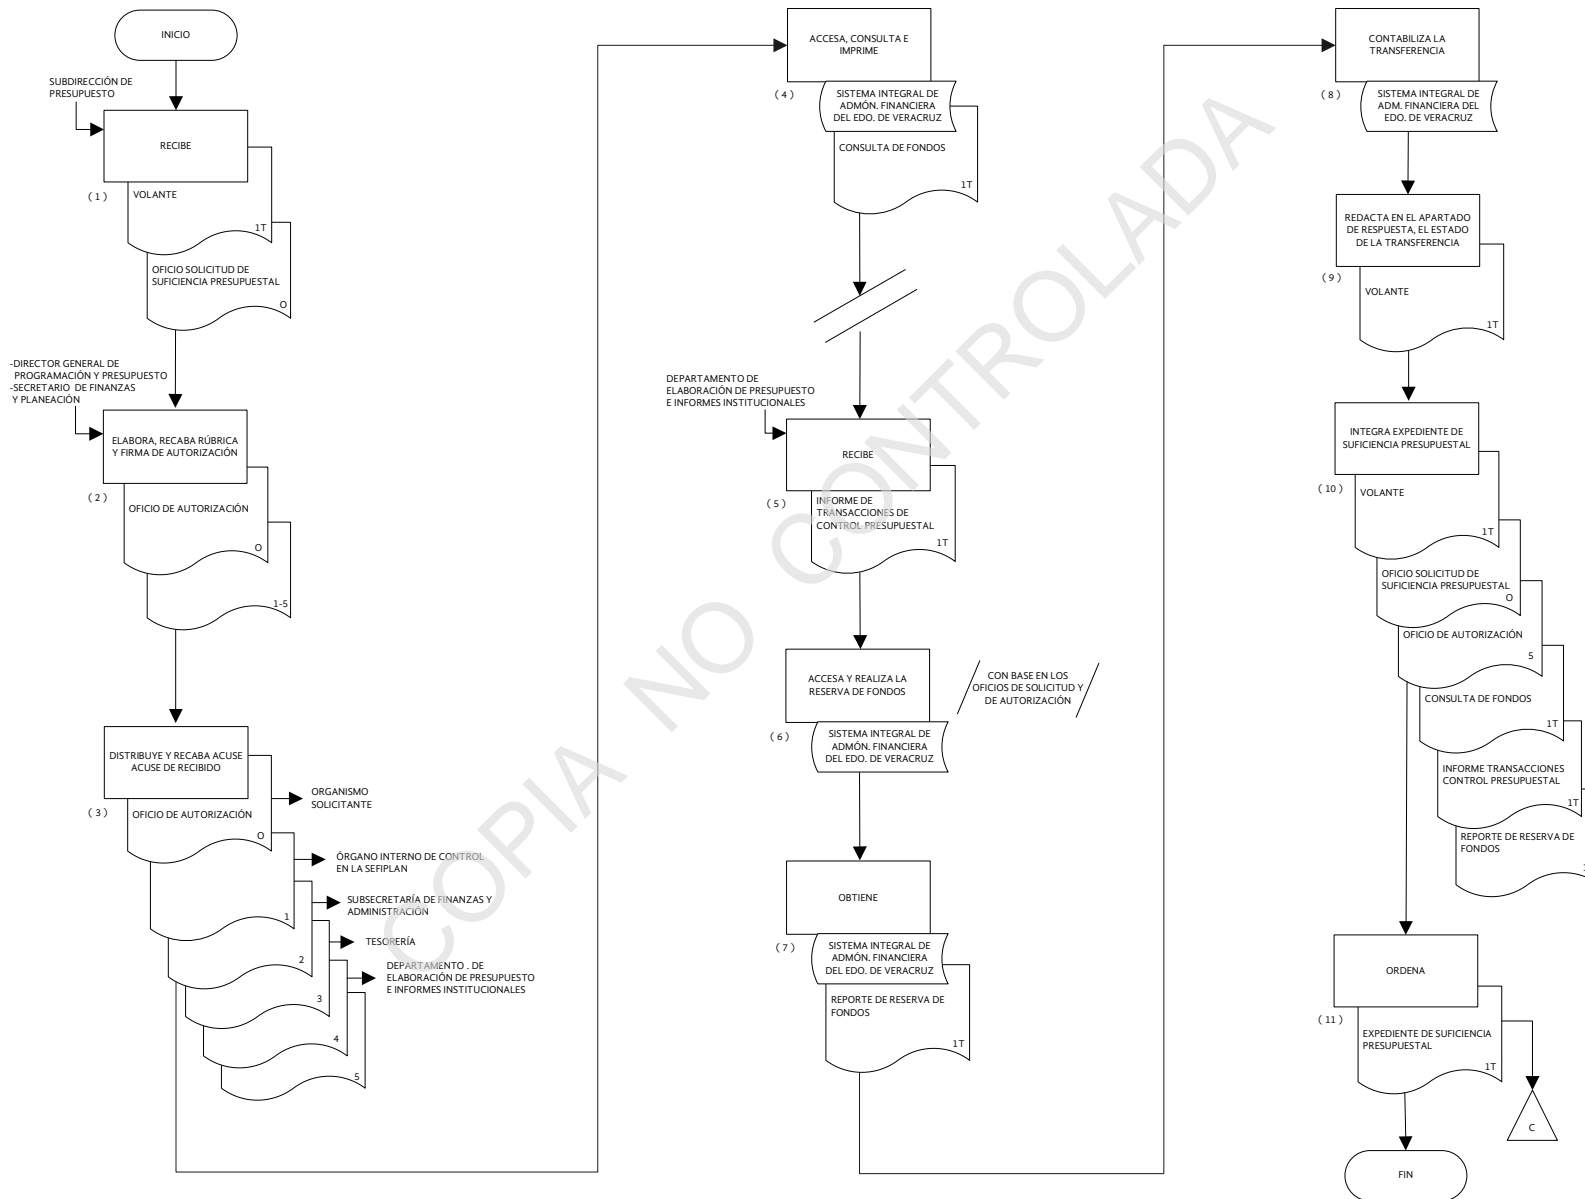 INICIO
SUBDIRECCIÓN DE
PRESUPUESTO
RECIBE
( 1 )
VOLANTE
1T
OFICIO SOLICITUD DE
SUFICIENCIA PRESUPUESTAL
O
-DIRECTOR GENERAL DE
PROGRAMACIÓN Y PRESUPUESTO
-SECRETARIO DE FINANZAS
Y PLANEACIÓN
ELABORA, RECABA RÚBRICA
Y FIRMA DE AUTORIZACIÓN
( 2 )
OFICIO DE AUTORIZACIÓN
O
1-5
DISTRIBUYE Y RECABA ACUSE
ACUSE DE RECIBIDO
( 3 )
OFICIO DE AUTORIZACIÓN
O
ORGANISMO
SOLICITANTE
1
ÓRGANO INTERNO DE CONTROL
EN LA SEFIPLAN
2
SUBSECRETARÍA DE FINANZAS Y
ADMINISTRACIÓN
3
TESORERÍA
4
DEPARTAMENTO . DE
ELABORACIÓN DE PRESUPUESTO
E INFORMES INSTITUCIONALES
5
ACCESA, CONSULTA E
IMPRIME
( 4 )
SISTEMA INTEGRAL DE
ADMÓN. FINANCIERA
DEL EDO. DE VERACRUZ
CONSULTA DE FONDOS
1T
DEPARTAMENTO DE
ELABORACIÓN DE PRESUPUESTO
E INFORMES INSTITUCIONALES
RECIBE
( 5 )
INFORME DE
TRANSACCIONES DE
CONTROL PRESUPUESTAL
1T
ACCESA Y REALIZA LA
RESERVA DE FONDOS
CON BASE EN LOS
OFICIOS DE SOLICITUD Y
DE AUTORIZACIÓN
( 6 )
SISTEMA INTEGRAL DE
ADMÓN. FINANCIERA
DEL EDO. DE VERACRUZ
OBTIENE
( 7 )
SISTEMA INTEGRAL DE
ADMÓN. FINANCIERA
DEL EDO. DE VERACRUZ
REPORTE DE RESERVA DE
FONDOS
1T
CONTABILIZA LA
TRANSFERENCIA
( 8 )
SISTEMA INTEGRAL DE
ADM. FINANCIERA DEL
EDO. DE VERACRUZ
REDACTA EN EL APARTADO
DE RESPUESTA, EL ESTADO
DE LA TRANSFERENCIA
( 9 )
VOLANTE
1T
INTEGRA EXPEDIENTE DE
SUFICIENCIA PRESUPUESTAL
( 10 )
VOLANTE
1T
OFICIO SOLICITUD DE
SUFICIENCIA PRESUPUESTAL
O
OFICIO DE AUTORIZACIÓN
5
CONSULTA DE FONDOS
1T
INFORME TRANSACCIONES
CONTROL PRESUPUESTAL
1T
REPORTE DE RESERVA DE
FONDOS
ORDENA
( 11 )
EXPEDIENTE DE SUFICIENCIA
PRESUPUESTAL
1T
C
FIN
COPIA NO CONTROLADA